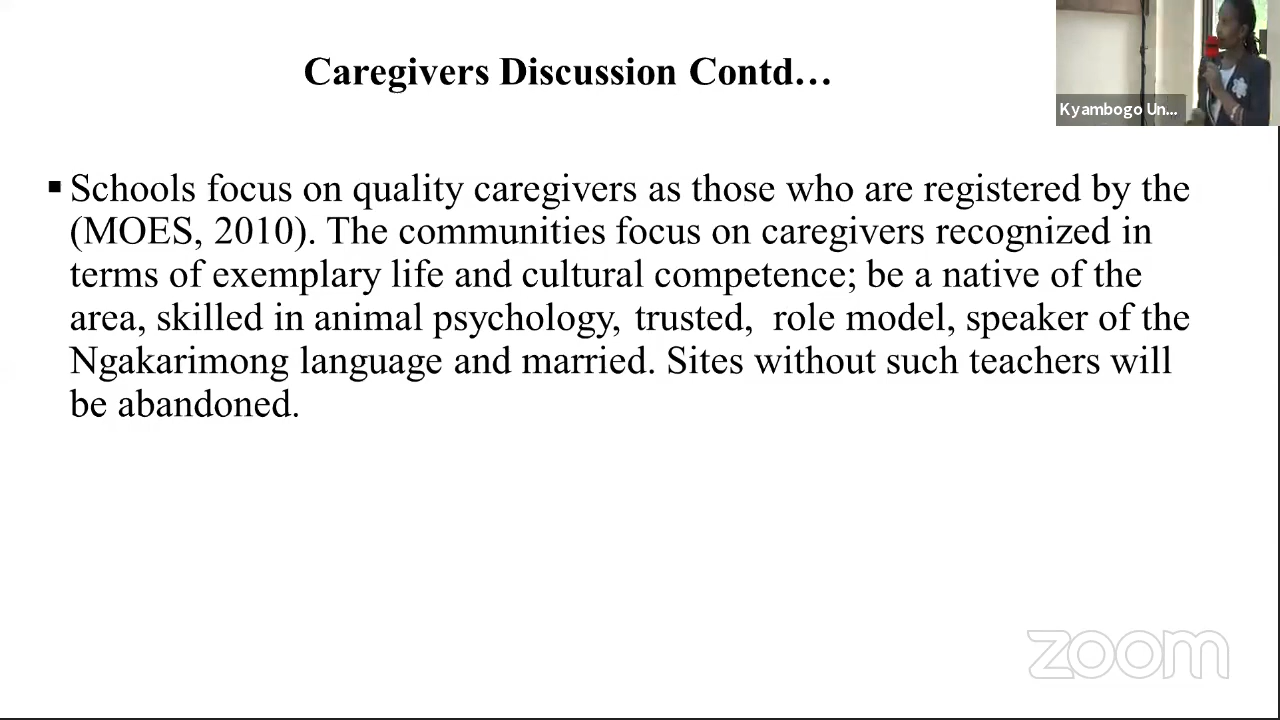 Caregivers Discussion Contd…
Kyambogo Un...
▪ Schools focus on quality caregivers as those who are registered by the
(MOES, 2010). The communities focus on caregivers recognized in
terms of exemplary life and cultural competence; be a native of the
area, skilled in animal psychology, trusted, role model, speaker of the
Ngakarimong language and married. Sites without such teachers will
be abandoned.
zoom